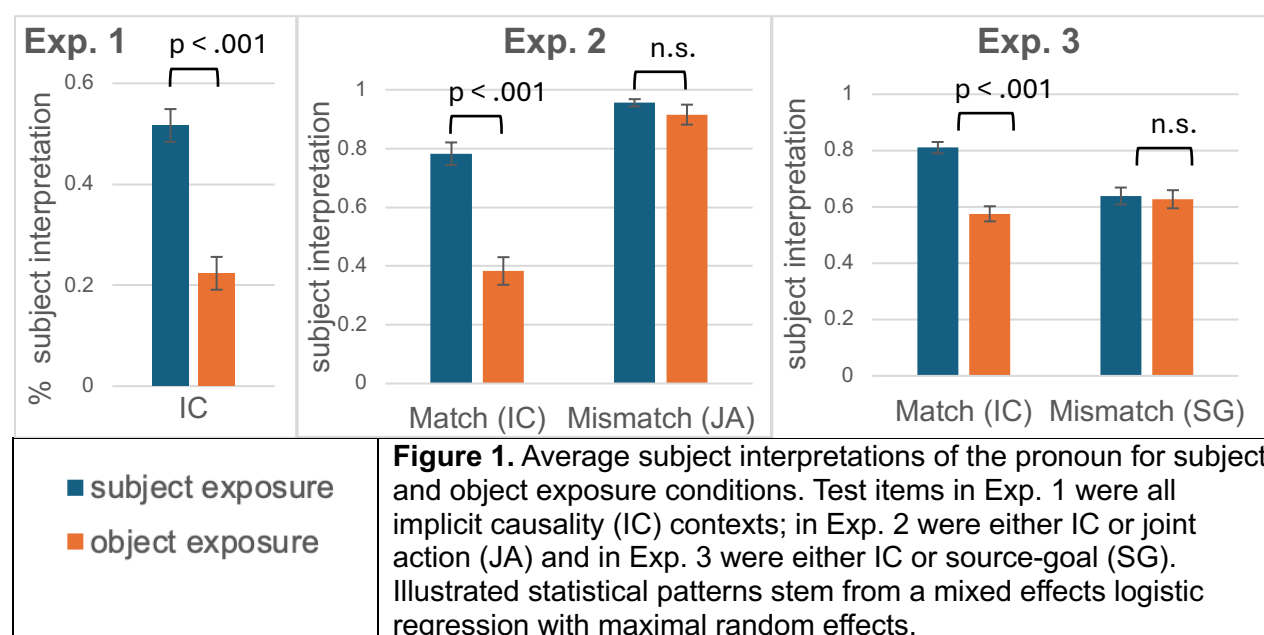 Exp. 1
p < .001
% subject interpretation
0.6
0.4
0.2
0
IC
Exp. 2
n.s.
p < .001
subject interpretation
1
0.8
0.6
0.4
0.2
0
Match (IC) Mismatch (JA)
Exp. 3
p < .001
n.s.
subject interpretation
1
0.8
0.6
0.4
0.2
0
Match (IC) Mismatch (SG)
subject exposure
object exposure
Figure 1. Average subject interpretations of the pronoun for subject
and object exposure conditions. Test items in Exp. 1 were all
implicit causality (IC) contexts; in Exp. 2 were either IC or joint
action (JA) and in Exp. 3 were either IC or source-goal (SG).
Illustrated statistical patterns stem from a mixed effects logistic
regression with maximal random effects.